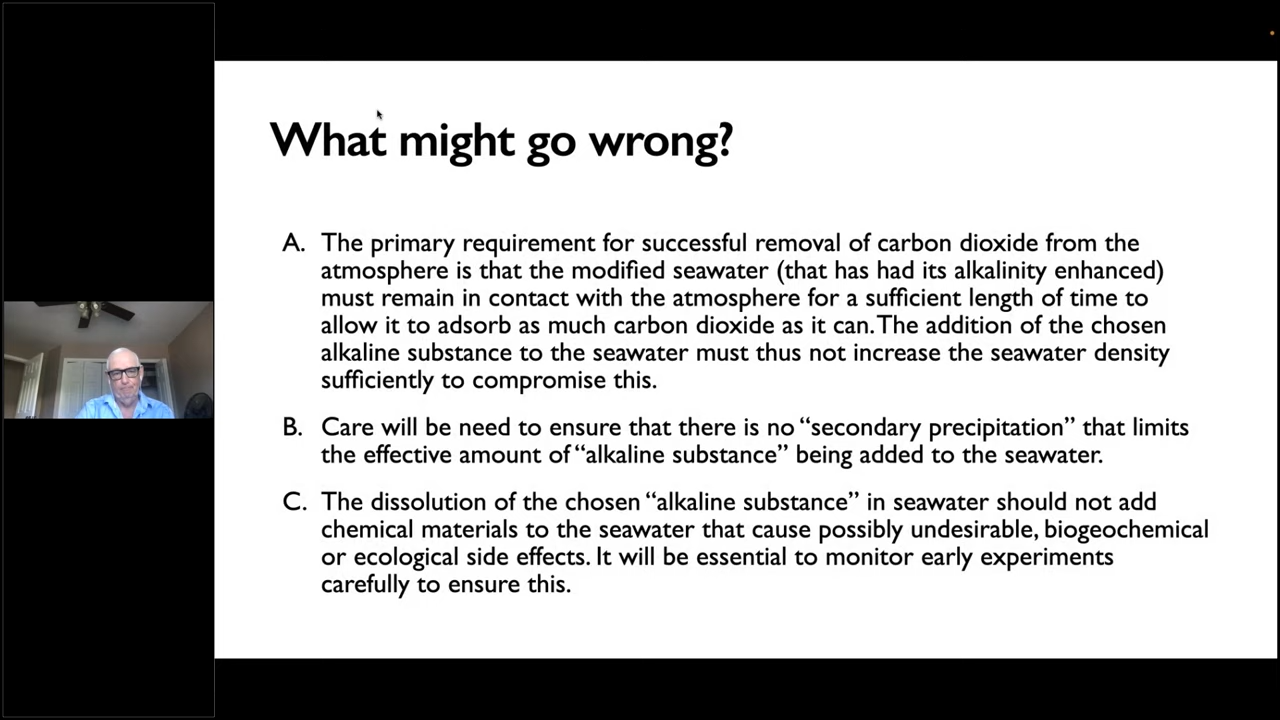 What might go wrong?
A. The primary requirement for successful removal of carbon dioxide from the
atmosphere is that the modified seawater (that has had its alkalinity enhanced)
must remain in contact with the atmosphere for a sufficient length of time to
allow it to adsorb as much carbon dioxide as it can. The addition of the chosen
alkaline substance to the seawater must thus not increase the seawater density
sufficiently to compromise this.
B. Care will be need to ensure that there is no “secondary precipitation” that limits
the effective amount of “alkaline substance” being added to the seawater.
C. The dissolution of the chosen “alkaline substance” in seawater should not add
chemical materials to the seawater that cause possibly undesirable, biogeochemical
or ecological side effects. It will be essential to monitor early experiments
carefully to ensure this.